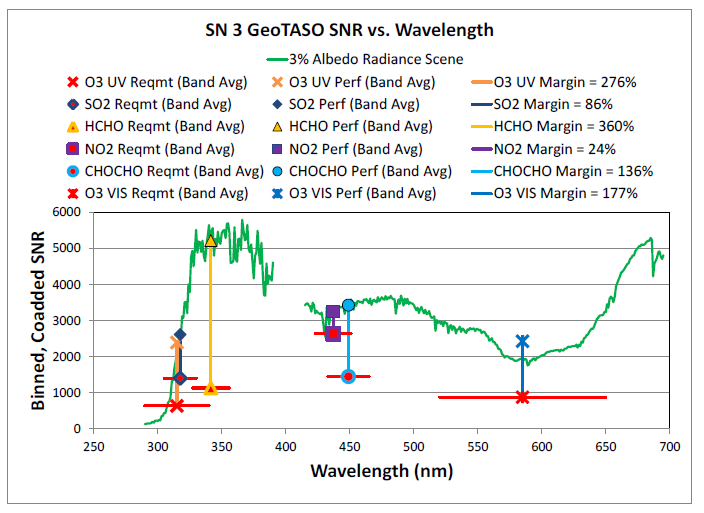 SN 3 GeoTASO SNR vs. Wavelength
3% Albedo Radiance Scene
O3 UV Reqmt (Band Avg) O3 UV Perf (Band Avg) O3 UV Margin = 276%
SO2 Reqmt (Band Avg) SO2 Perf (Band Avg) SO2 Margin = 86%
HCHO Reqmt (Band Avg) HCHO Perf (Band Avg) HCHO Margin = 360%
NO2 Reqmt (Band Avg) NO2 Perf (Band Avg) NO2 Margin = 24%
CHOCHO Reqmt (Band Avg) CHOCHO Perf (Band Avg) CHOCHO Margin = 136%
O3 VIS Reqmt (Band Avg) O3 VIS Perf (Band Avg) O3 VIS Margin = 177%
Binned, Coadded SNR
6000
5000
4000
3000
2000
1000
0
250 300 350 400 450 500 550 600 650 700
Wavelength (nm)